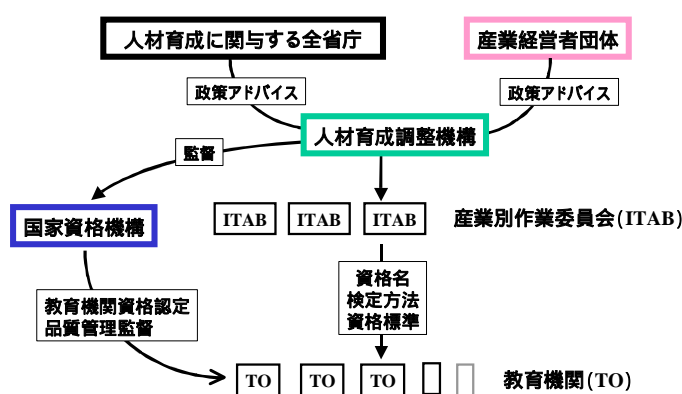 人材育成に関与する全省庁
産業経営者団体
政策アドバイス
政策アドバイス
人材育成調整機構
監督
国家資格機構
ITAB
ITAB
ITAB
産業別作業委員会(ITAB)
資格名
検定方法
資格標準
教育機関資格認定
品質管理監督
TO
TO
TO
教育機関(TO)